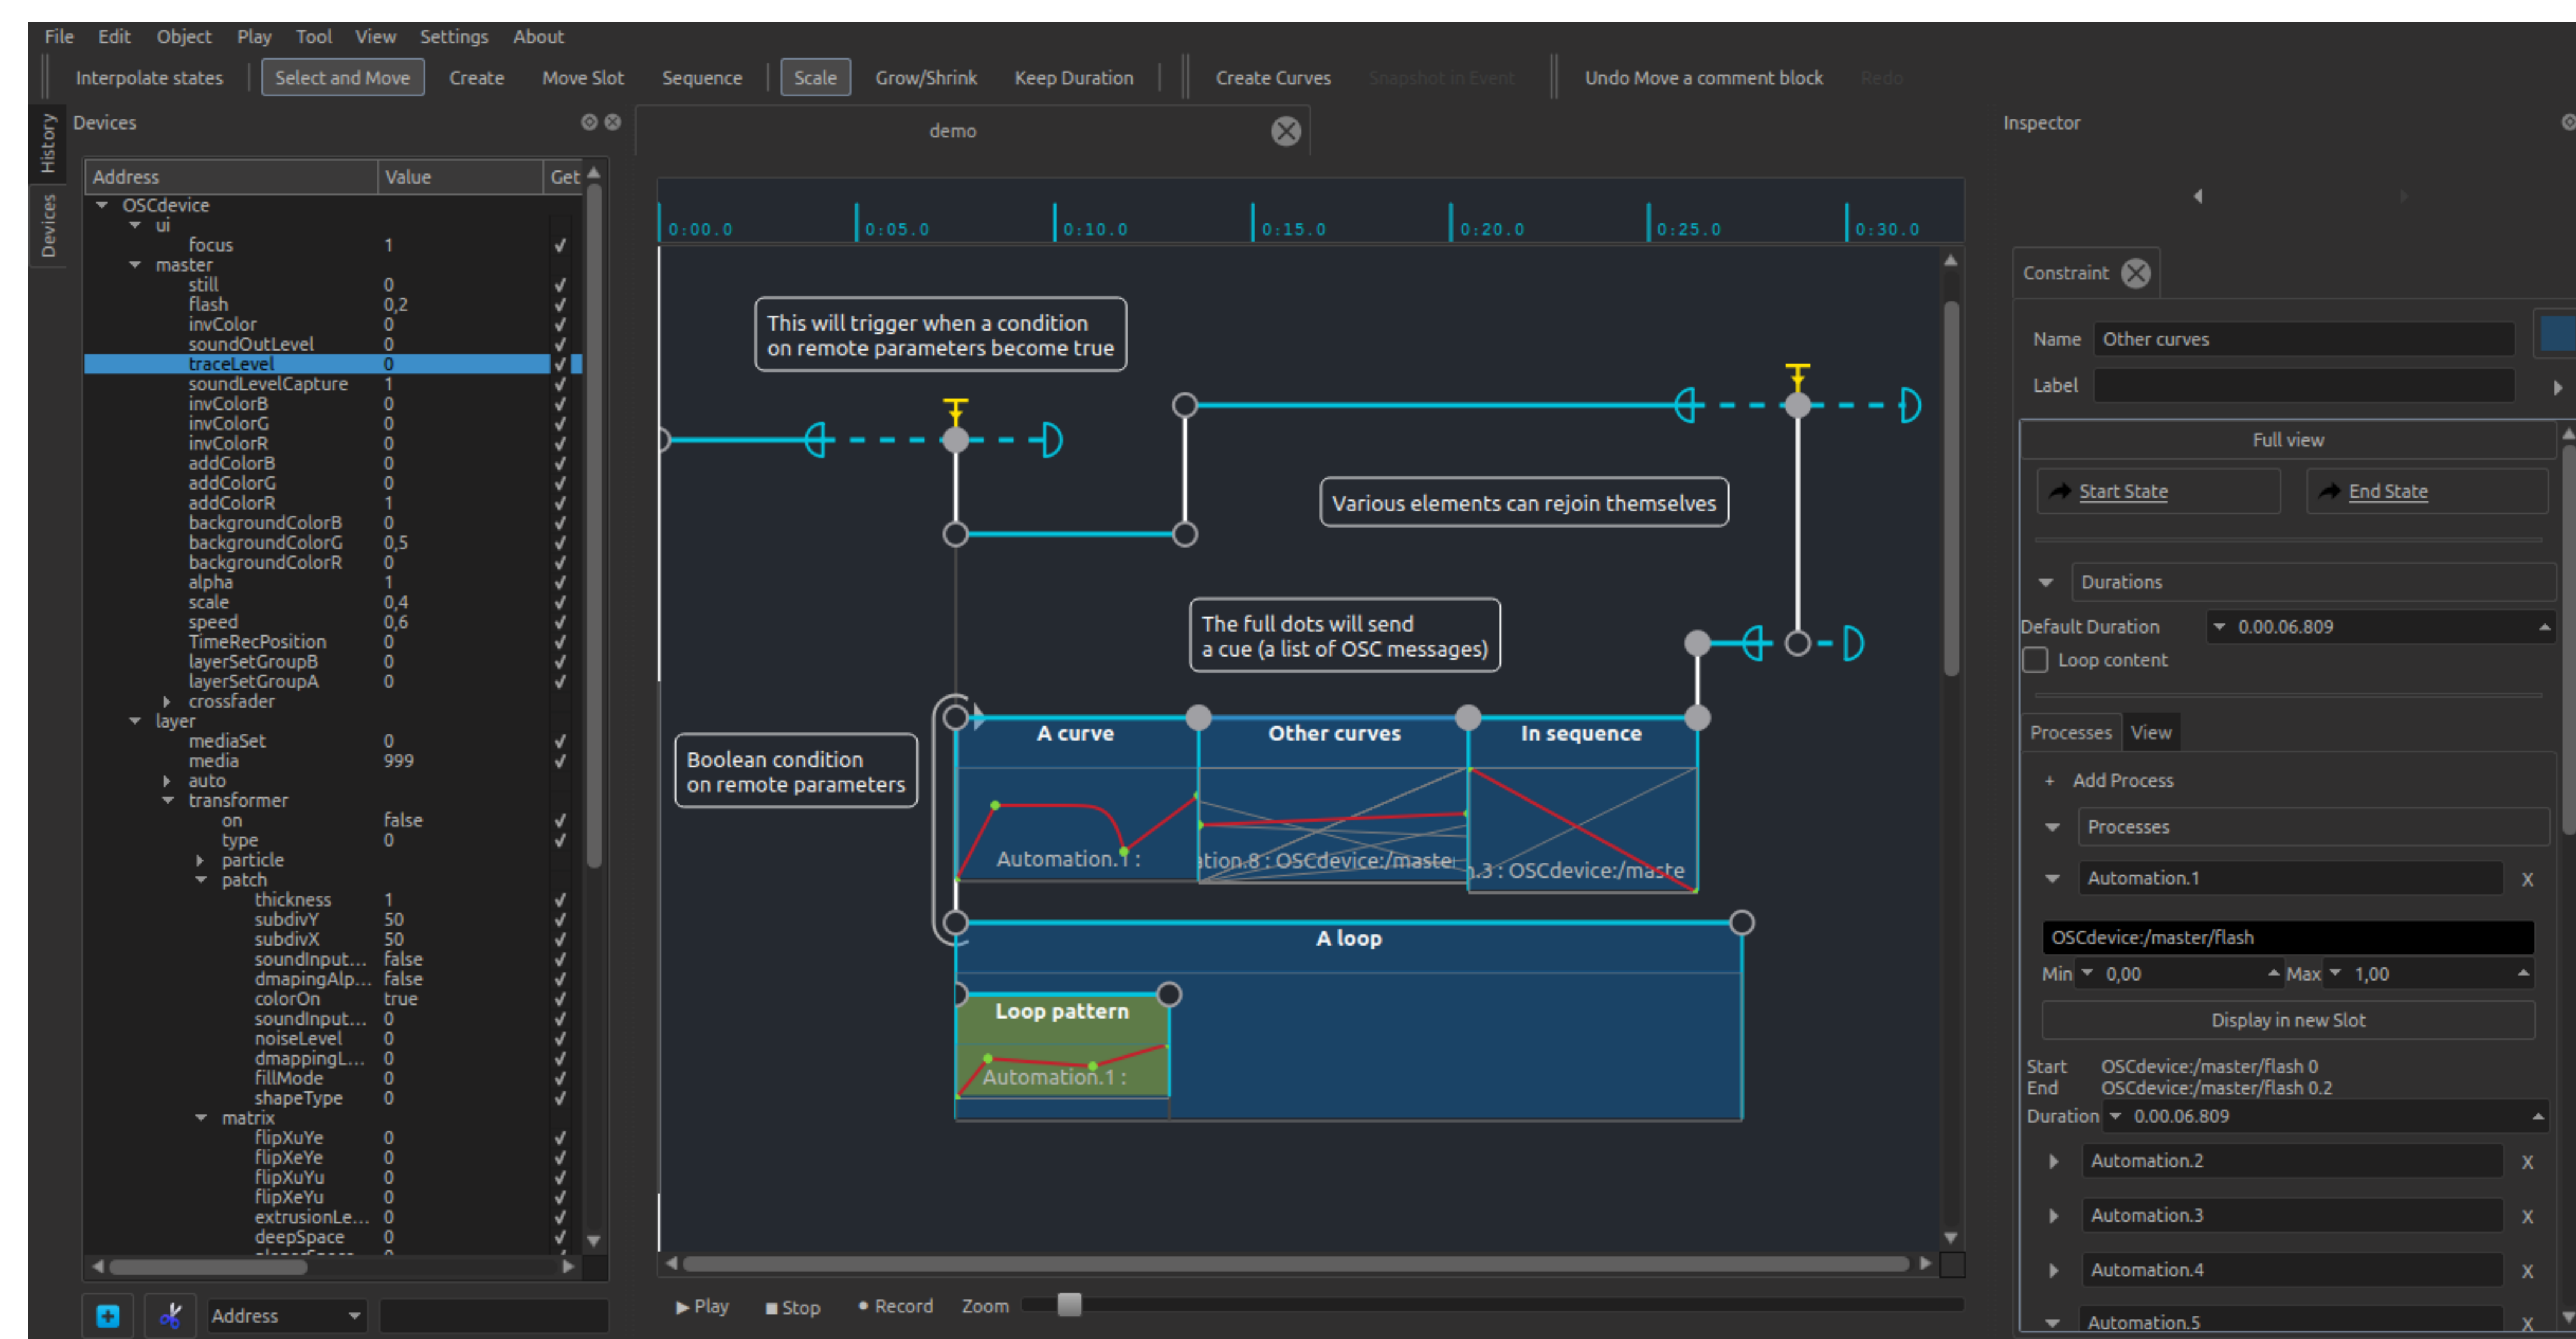 File Edit Object Play Tool View Settings About
Interpolate states Select and Move Create Move Slot Sequence Scale Grow/Shrink Keep Duration Create Curves Snapshot in Event Undo Move a comment block Redo
History
Devices
Devices
Address Value Get
OSCdevice
ui
focus 1
master
still 0
flash 0,2
invColor 0
soundOutLevel 0
traceLevel 0
soundLevelCapture 1
invColorB 0
invColorG 0
invColorR 0
addColorB 0
addColorG 0
addColorR 1
backgroundColorB 0
backgroundColorG 0,5
backgroundColorR 0
alpha 1
scale 0,4
speed 0,6
TimeRecPosition 0
layerSetGroupB 0
layerSetGroupA 0
crossfader
layer
mediaSet 0
media 999
auto
transformer
on false
type 0
particle
patch
thickness 1
subdivY 50
subdivX 50
soundInput... false
dmapingAlp... false
colorOn true
soundInput... 0
noiseLevel 0
dmappingL... 0
fillMode 0
shapeType 0
matrix
flipXuYe 0
flipXeYe 0
flipXuYu 0
flipXeYu 0
extrusionLe... 0
deepSpace 0
Address
demo
0:00.0 0:05.0 0:10.0 0:15.0 0:20.0 0:25.0 0:30.0
This will trigger when a condition
on remote parameters become true
Various elements can rejoin themselves
The full dots will send
a cue (a list of OSC messages)
Boolean condition
on remote parameters
A curve Other curves In sequence
Automation.1 : ation.8 : OSCdevice:/master n.3 : OSCdevice:/maste
A loop
Loop pattern
Automation.1 :
Play Stop Record Zoom
Inspector
Constraint
Name Other curves
Label
Full view
Start State End State
Durations
Default Duration 0.00.06.809
Loop content
Processes View
+ Add Process
Processes
Automation.1 X
OSCdevice:/master/flash
Min 0,00 Max 1,00
Display in new Slot
Start OSCdevice:/master/flash 0
End OSCdevice:/master/flash 0.2
Duration 0.00.06.809
Automation.2 X
Automation.3 X
Automation.4 X
Automation.5 X